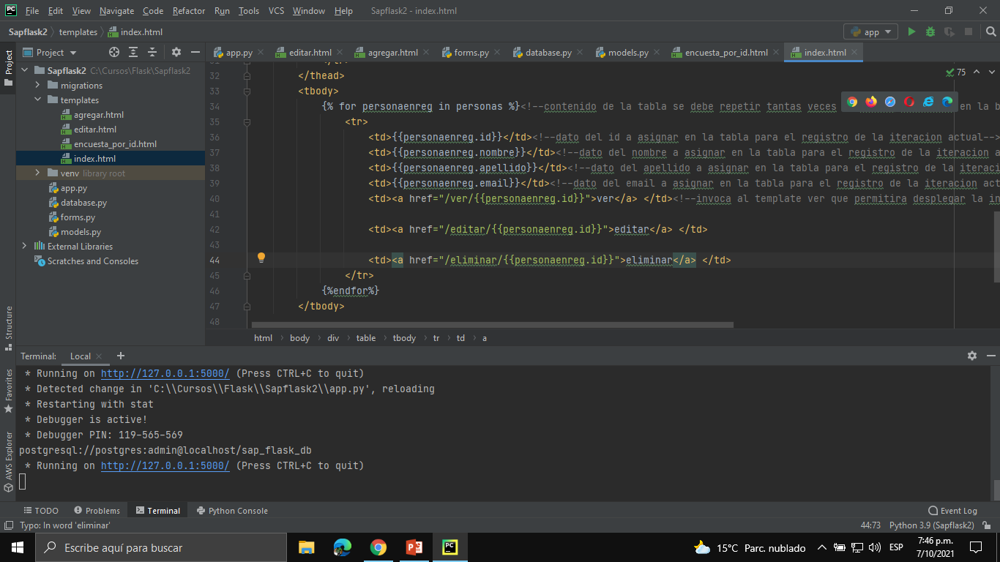 PC File Edit View Navigate Code Refactor Run Tools VCS Window Help Sapflask2 - index.html
Sapflask2 templates index.html app
Project
Project
app.py editar.html agregar.html forms.py database.py models.py encuesta_por_id.html index.html
Sapflask2 C:\Cursos\Flask\Sapflask2
migrations
templates
agregar.html
editar.html
encuesta_por_id.html
index.html
venv library root
app.py
database.py
forms.py
models.py
External Libraries
Scratches and Consoles
75
32 </thead>
33 <tbody>
34 {% for personaenreg in personas %}<!--contenido de la tabla se debe repetir tantas veces en la b
35 <tr>
36 <td>{{personaenreg.id}}</td><!--dato del id a asignar en la tabla para el registro de la iteracion actual-->
37 <td>{{personaenreg.nombre}}</td><!--dato del nombre a asignar en la tabla para el registro de la iteracion a
38 <td>{{personaenreg.apellido}}</td><!--dato del apellido a asignar en la tabla para el registro de la iteraci
39 <td>{{personaenreg.email}}</td><!--dato del email a asignar en la tabla para el registro de la iteracion act
40 <td><a href="/ver/{{personaenreg.id}}">ver</a> </td><!--invoca al template ver que permitira desplegar la in
41
42 <td><a href="/editar/{{personaenreg.id}}">editar</a> </td>
43
44 <td><a href="/eliminar/{{personaenreg.id}}">eliminar</a> </td>
45 </tr>
46 {%endfor%}
47 </tbody>
48
html body div table tbody tr td a
Structure
Favorites
AWS Explorer
Terminal: Local +
* Running on http://127.0.0.1:5000/ (Press CTRL+C to quit)
* Detected change in 'C:\\Cursos\\Flask\\Sapflask2\\app.py', reloading
* Restarting with stat
* Debugger is active!
* Debugger PIN: 119-565-569
postgresql://postgres:admin@localhost/sap_flask_db
* Running on http://127.0.0.1:5000/ (Press CTRL+C to quit)
TODO Problems Terminal Python Console Event Log
Typo: In word 'eliminar' 44:73 Python 3.9 (Sapflask2)
Escribe aquí para buscar 15°C Parc. nublado ESP 7:46 p.m.
7/10/2021